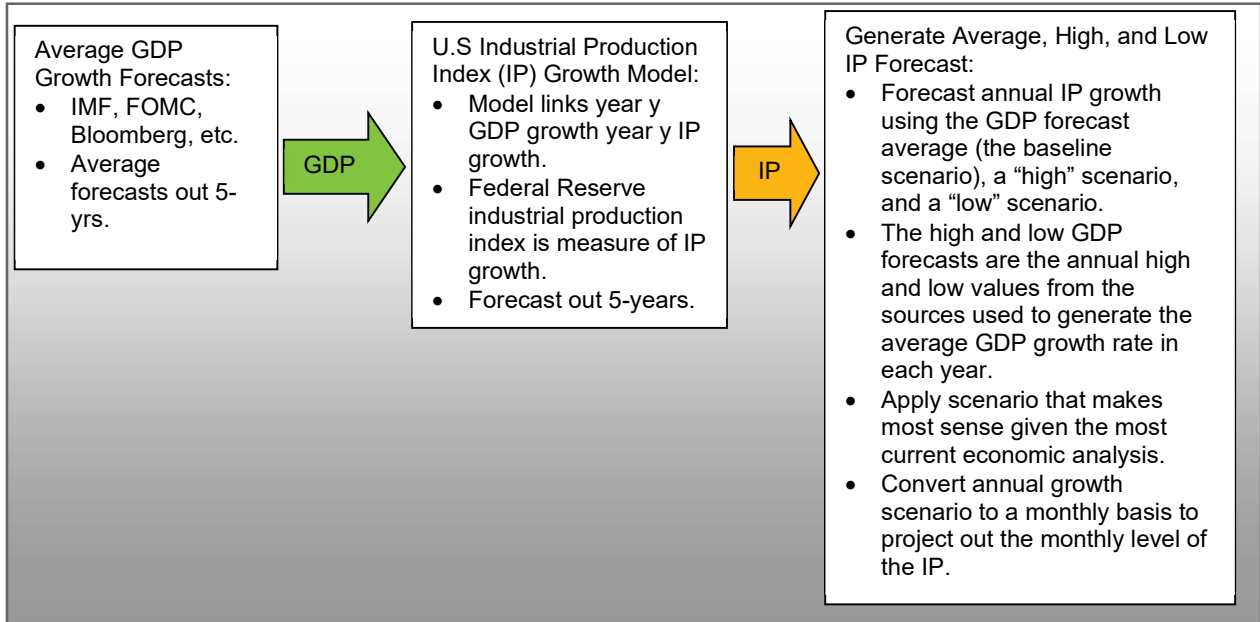 Average GDP
Growth Forecasts:
• IMF, FOMC,
Bloomberg, etc.
• Average
forecasts out 5-
yrs.
GDP
U.S Industrial Production
Index (IP) Growth Model:
• Model links year y
GDP growth year y IP
growth.
• Federal Reserve
industrial production
index is measure of IP
growth.
• Forecast out 5-years.
IP
Generate Average, High, and Low
IP Forecast:
• Forecast annual IP growth
using the GDP forecast
average (the baseline
scenario), a “high” scenario,
and a “low” scenario.
• The high and low GDP
forecasts are the annual high
and low values from the
sources used to generate the
average GDP growth rate in
each year.
• Apply scenario that makes
most sense given the most
current economic analysis.
• Convert annual growth
scenario to a monthly basis to
project out the monthly level of
the IP.